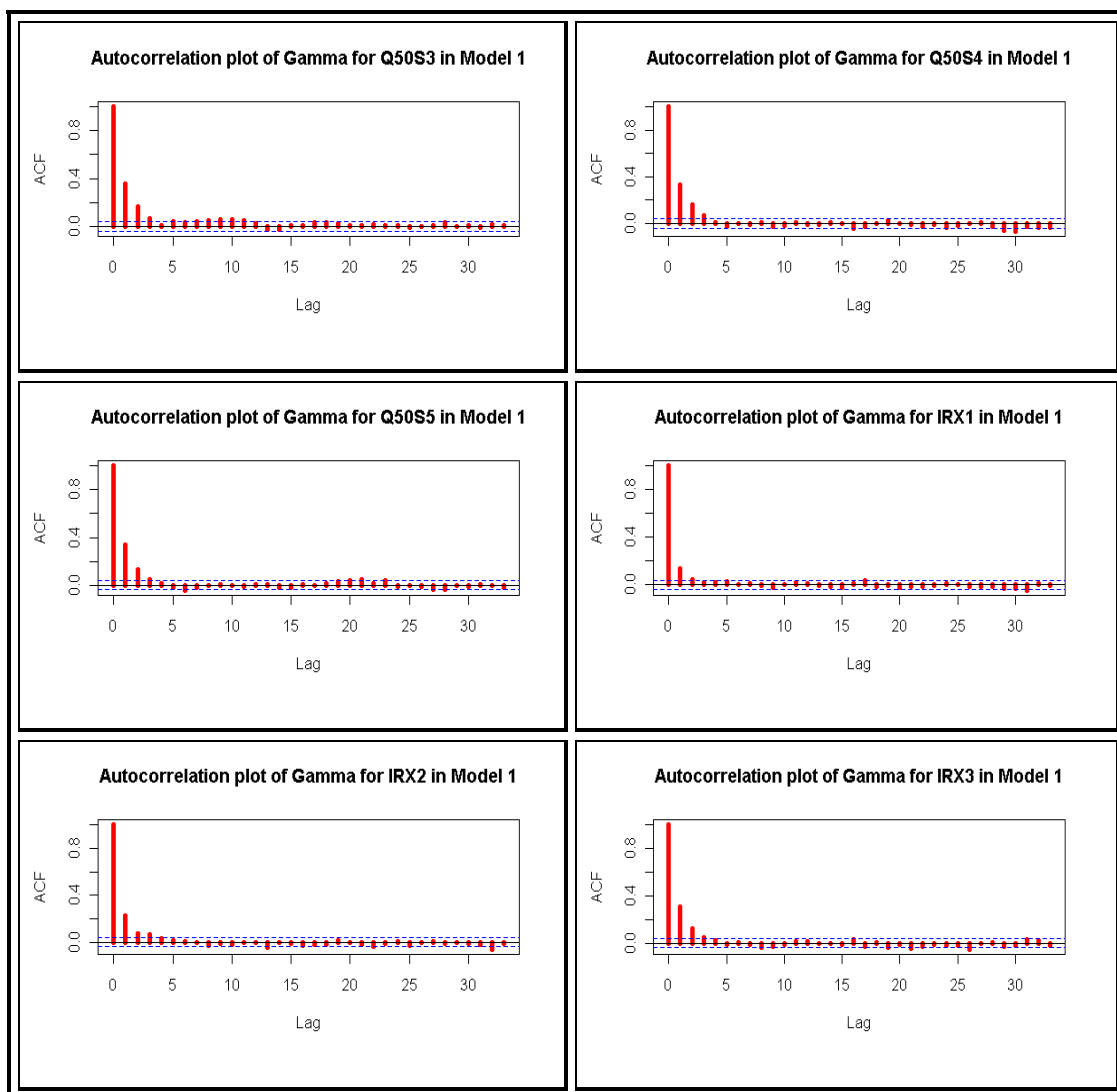 Autocorrelation plot of Gamma for Q50S3 in Model 1
ACF
0.8
0.4
0.0
0 5 10 15 20 25 30
Lag
Autocorrelation plot of Gamma for Q50S4 in Model 1
ACF
0.8
0.4
0.0
0 5 10 15 20 25 30
Lag
Autocorrelation plot of Gamma for Q50S5 in Model 1
ACF
0.8
0.4
0.0
0 5 10 15 20 25 30
Lag
Autocorrelation plot of Gamma for IRX1 in Model 1
ACF
0.8
0.4
0.0
0 5 10 15 20 25 30
Lag
Autocorrelation plot of Gamma for IRX2 in Model 1
ACF
0.8
0.4
0.0
0 5 10 15 20 25 30
Lag
Autocorrelation plot of Gamma for IRX3 in Model 1
ACF
0.8
0.4
0.0
0 5 10 15 20 25 30
Lag